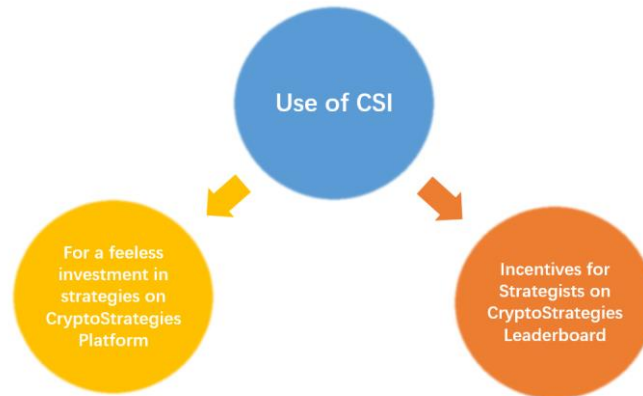 Use of CSI
For a feeless
investment in
strategies on
CryptoStrategies
Platform
Incentives for
Strategists on
CryptoStrategies
Leaderboard